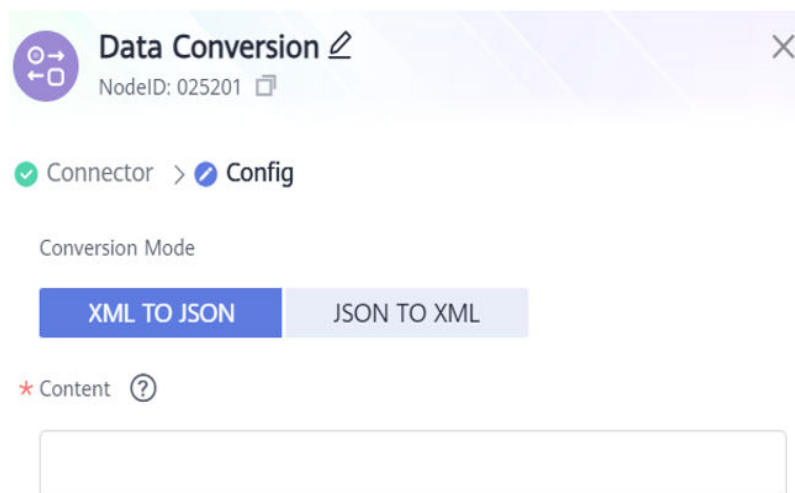 Data Conversion
NodeID: 025201
Connector > Config
Conversion Mode
XML TO JSON JSON TO XML
* Content ?